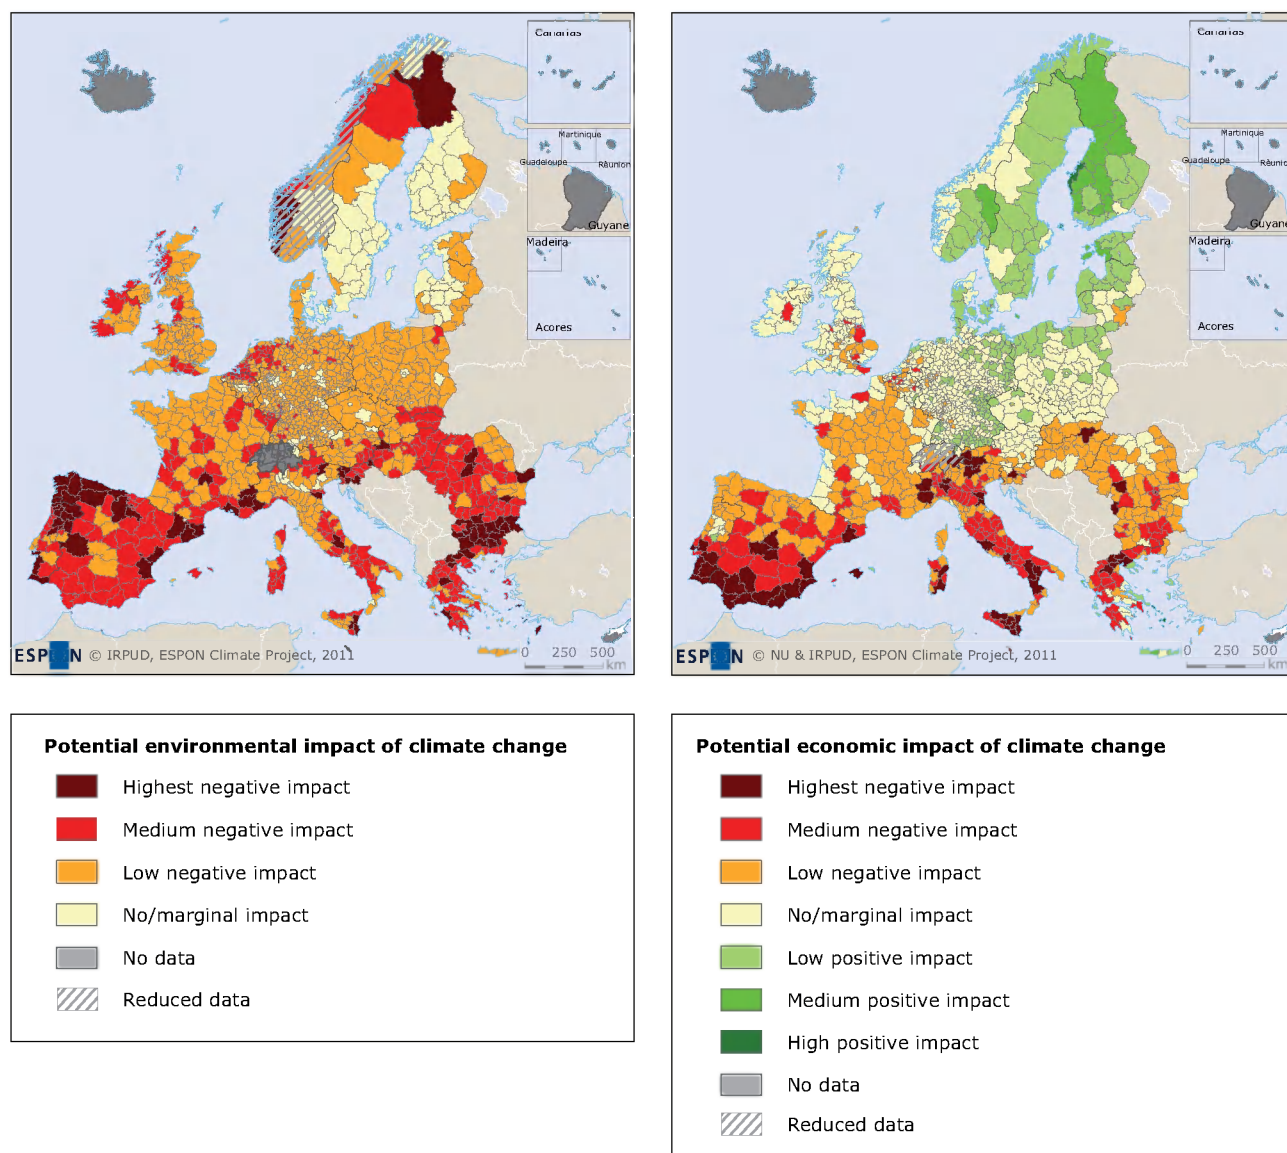 Canarias
Martinique
Guadeloupe
Rèunion
Guyane
Madeira
Acores
ESPON © IRPUD, ESPON Climate Project, 2011
0 250 500
km
Canarias
Martinique
Guadeloupe
Rèunion
Guyane
Madeira
Acores
ESPON © NU & IRPUD, ESPON Climate Project, 2011
0 250 500
km
Potential environmental impact of climate change
Highest negative impact
Medium negative impact
Low negative impact
No/marginal impact
No data
Reduced data
Potential economic impact of climate change
Highest negative impact
Medium negative impact
Low negative impact
No/marginal impact
Low positive impact
Medium positive impact
High positive impact
No data
Reduced data